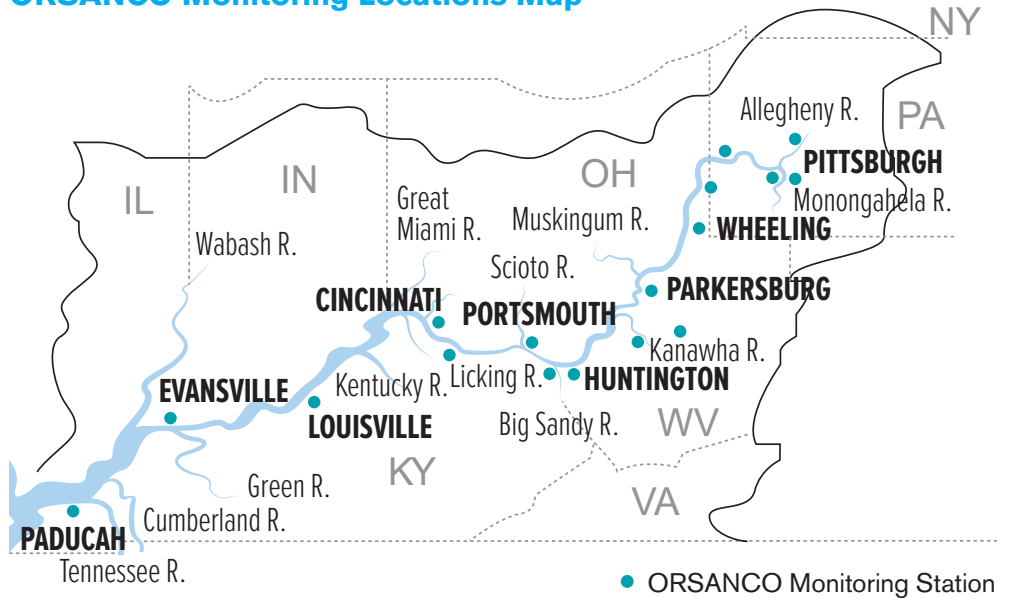 ORSANCO Monitoring Locations Map
NY
Allegheny R.
PA
PITTSBURGH
OH
IN
IL
Great
Miami R.
Monongahela R.
Muskingum R.
WHEELING
Wabash R.
Scioto R.
CINCINNATI
PORTSMOUTH
PARKERSBURG
Kanawha R.
Kentucky R.
Licking R.
HUNTINGTON
EVANSVILLE
LOUISVILLE
Big Sandy R.
WV
KY
Green R.
VA
Cumberland R.
PADUCAH
Tennessee R.
ORSANCO Monitoring Station